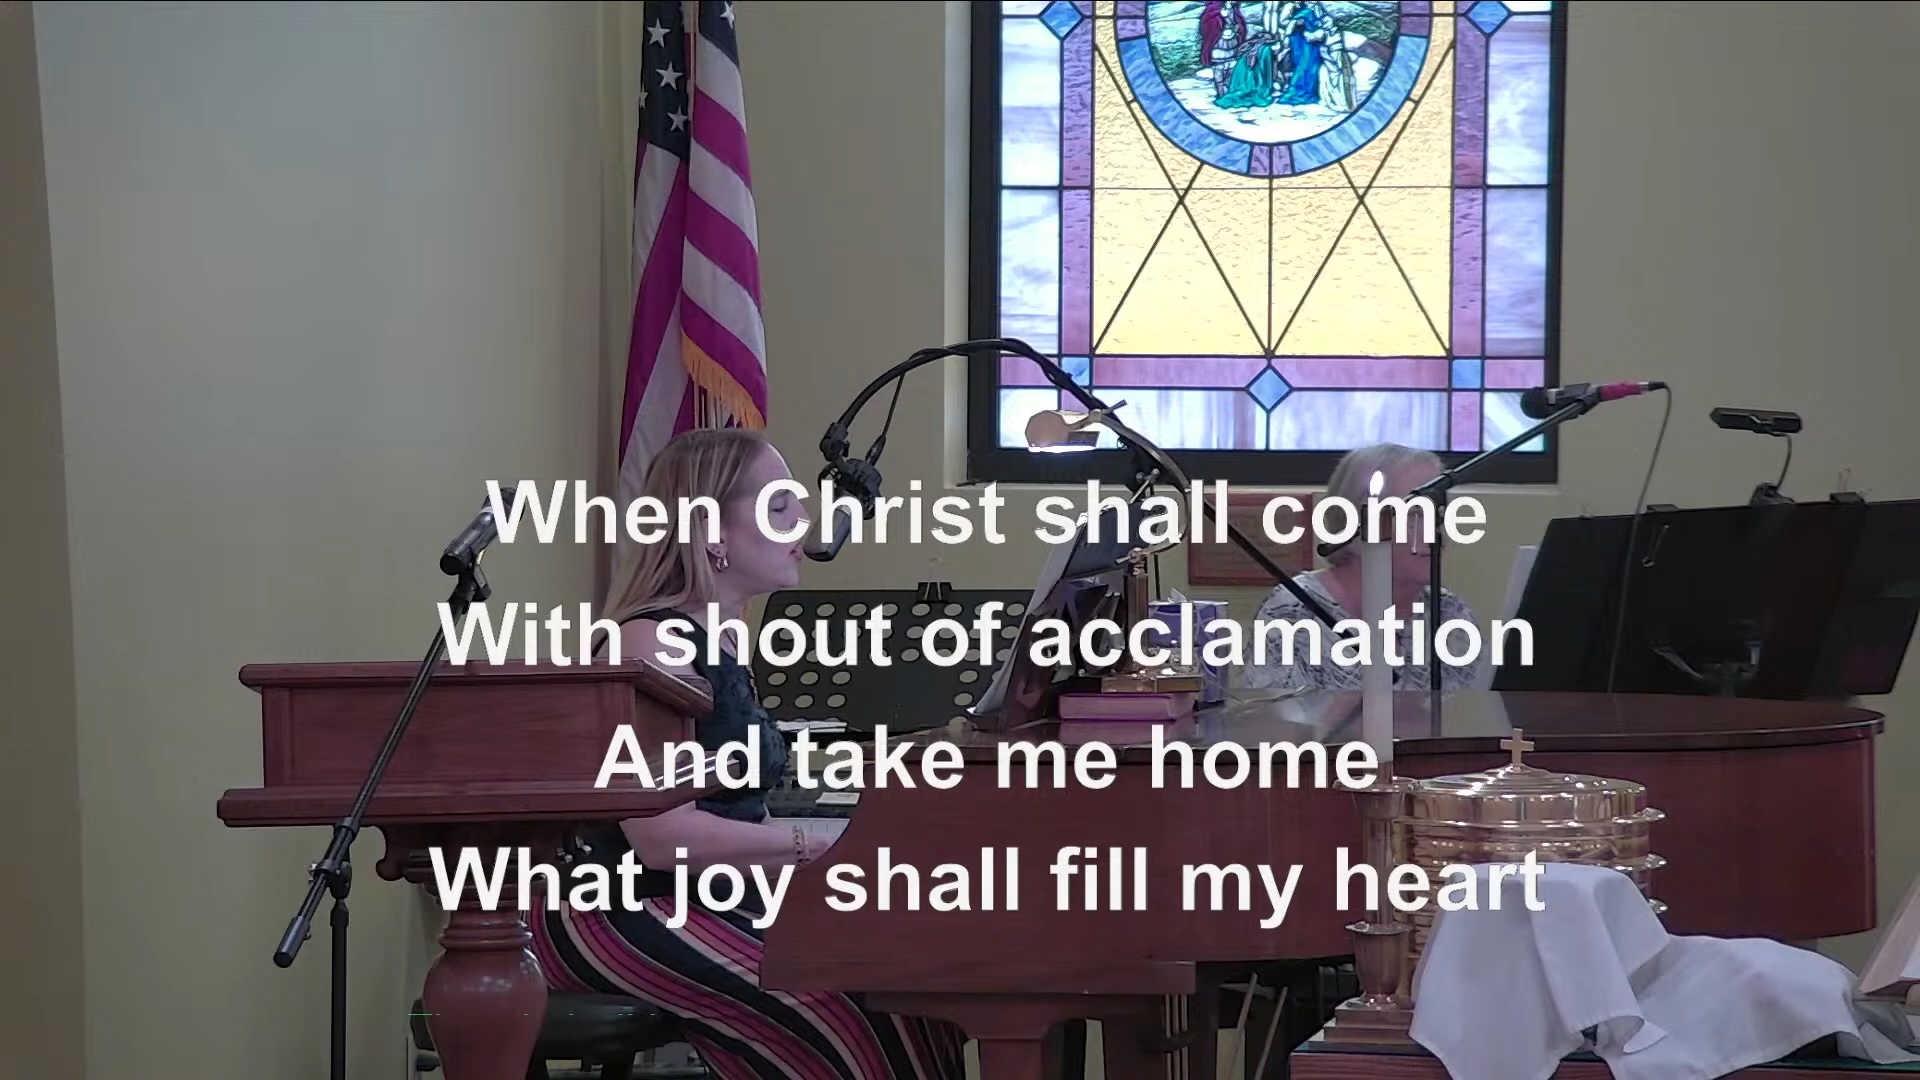 When Christ shall come
With shout of acclamation
And take me home
What joy shall fill my heart